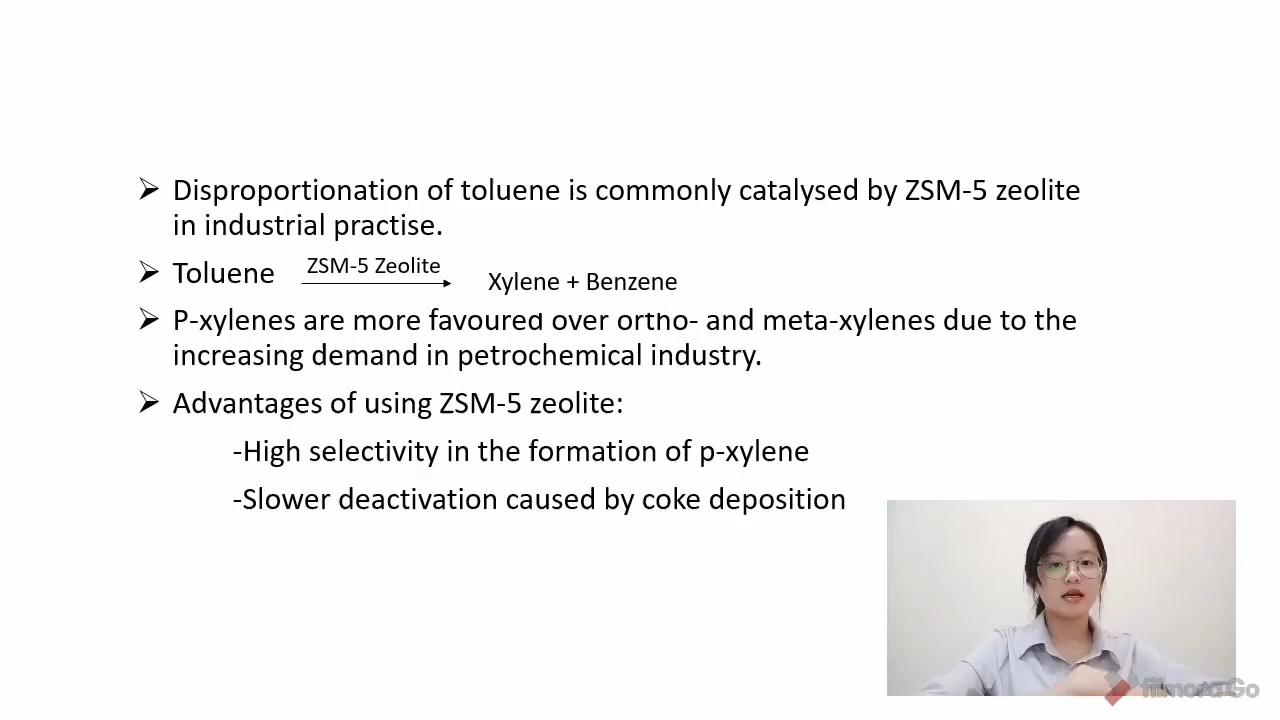 Disproportionation of toluene is commonly catalysed by ZSM-5 zeolite
in industrial practise.
Toluene ZSM-5 Zeolite Xylene + Benzene
P-xylenes are more favoured over ortho- and meta-xylenes due to the
increasing demand in petrochemical industry.
Advantages of using ZSM-5 zeolite:
-High selectivity in the formation of p-xylene
-Slower deactivation caused by coke deposition
filmora Go